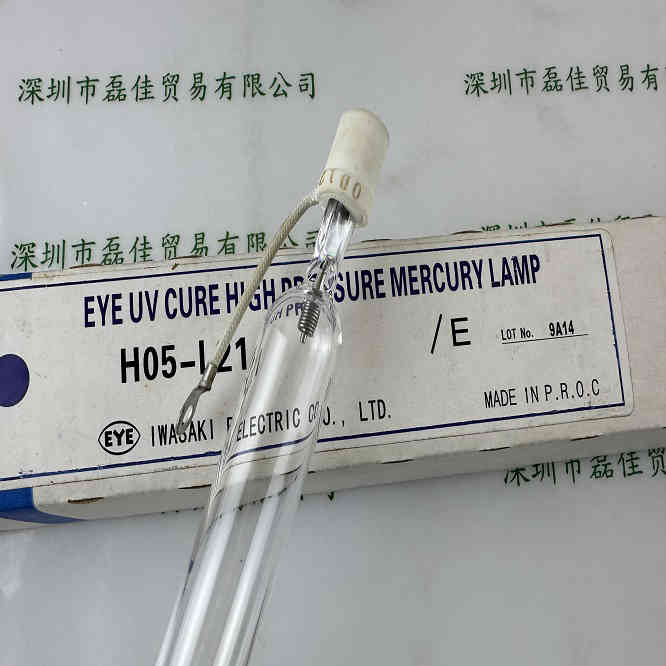 深圳市磊佳贸易有限公司
深圳市磊佳贸易有
深圳市磊佳贸易有限公司
EYE UV CURE HIGH PRESSURE MERCURY LAMP
H05-L21
/E
LOT No. 9A14
EYE IWASAKI ELECTRIC CO., LTD.
MADE IN P.R.O.C
深圳市磊佳贸